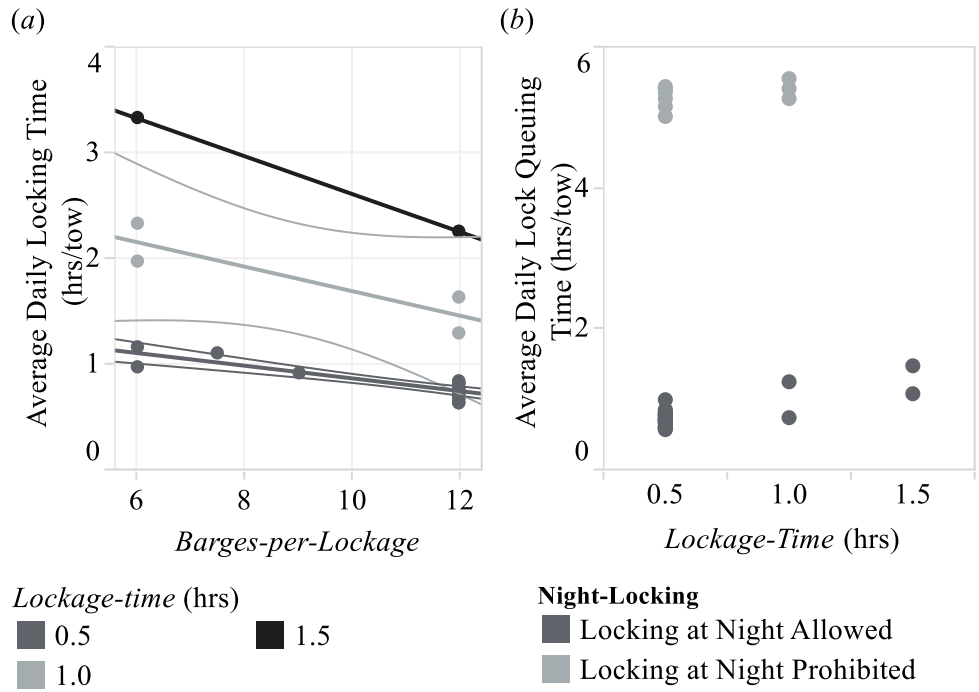 (a)
Average Daily Locking Time
(hrs/tow)
4
3
2
1
0
6 8 10 12
Barges-per-Lockage
Lockage-time (hrs)
0.5
1.0
1.5
(b)
Average Daily Lock Queuing
Time (hrs/tow)
6
4
2
0
0.5 1.0 1.5
Lockage-Time (hrs)
Night-Locking
Locking at Night Allowed
Locking at Night Prohibited